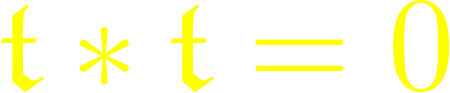 𝔱 * 𝔱 = 0